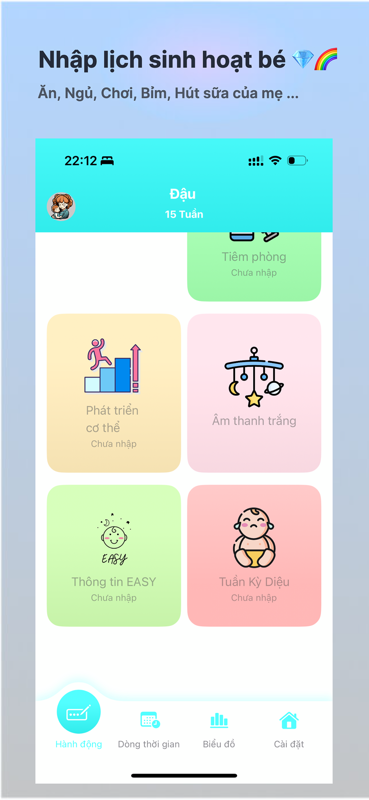 Nhập lịch sinh hoạt bé 💎🌈
Ăn, Ngủ, Chơi, Bỉm, Hút sữa của mẹ ...
22:12
Đậu
15 Tuần
Tiêm phòng
Chưa nhập
Phát triển
cơ thể
Chưa nhập
Âm thanh trắng
EASY
Thông tin EASY
Chưa nhập
Tuần Kỳ Diệu
Chưa nhập
Hành động
Dòng thời gian
Biểu đồ
Cài đặt